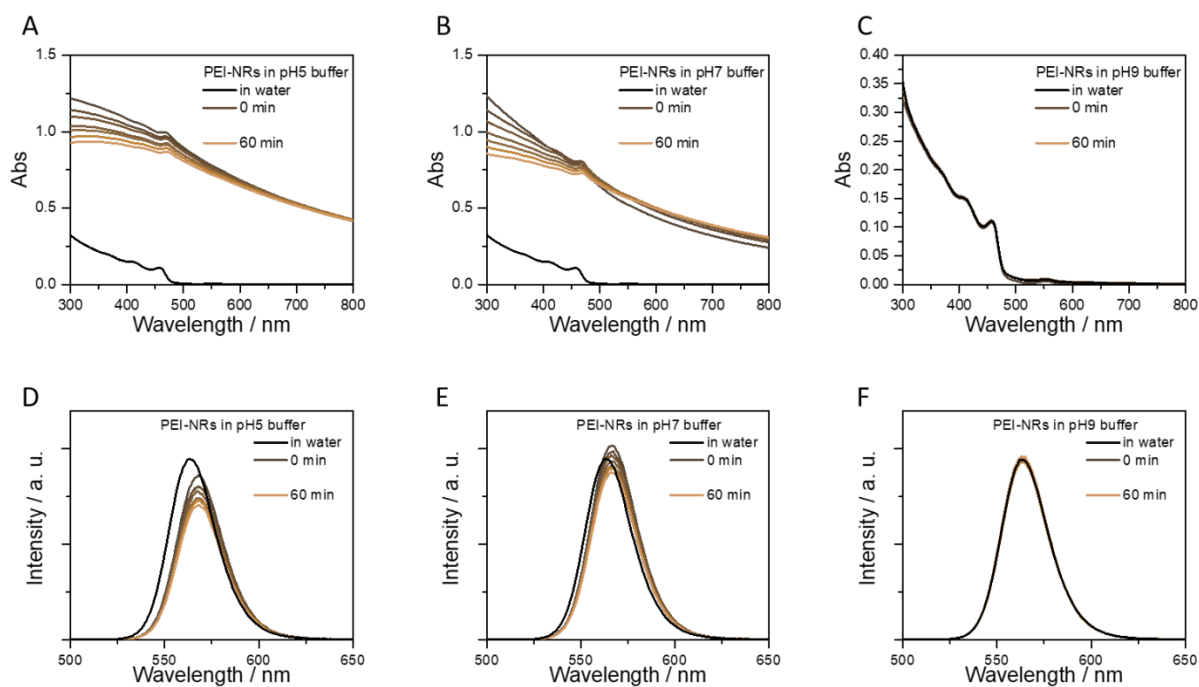 A
1.5
1.0
0.5
0.0
Abs
PEI-NRs in pH5 buffer
in water
0 min
60 min
300 400 500 600 700 800
Wavelength / nm
B
1.5
1.0
0.5
0.0
Abs
PEI-NRs in pH7 buffer
in water
0 min
60 min
300 400 500 600 700 800
Wavelength / nm
C
0.40
0.35
0.30
0.25
0.20
0.15
0.10
0.05
0.00
Abs
PEI-NRs in pH9 buffer
in water
0 min
60 min
300 400 500 600 700 800
Wavelength / nm
D
Intensity / a. u.
PEI-NRs in pH5 buffer
in water
0 min
60 min
500 550 600 650
Wavelength / nm
E
Intensity / a. u.
PEI-NRs in pH7 buffer
in water
0 min
60 min
500 550 600 650
Wavelength / nm
F
Intensity / a. u.
PEI-NRs in pH9 buffer
in water
0 min
60 min
500 550 600 650
Wavelength / nm